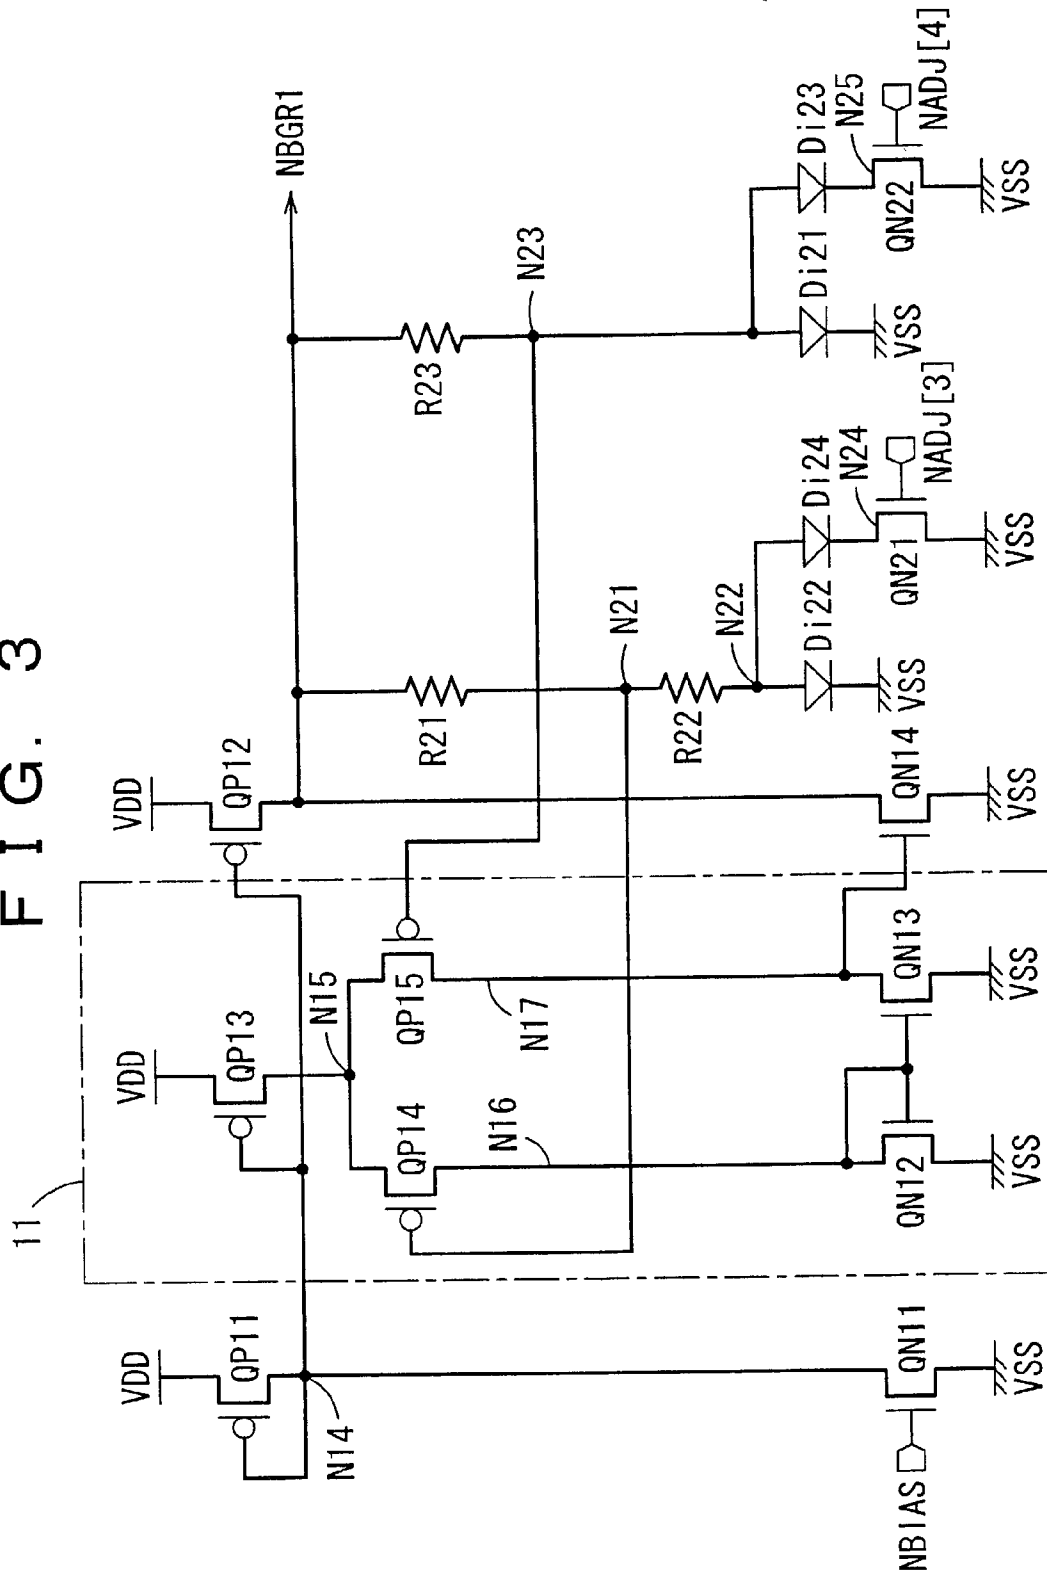 FIG. 3
11
VDD
QP11
N14
NBIAS
QN11
VSS
VDD
QP13
N15
QP14
QP15
N16
N17
QN12
VSS
QN13
VSS
VDD
QP12
QN14
VSS
NBGR1
R21
N21
R22
N22
Di22
VSS
Di24
N24
QN21
NADJ[3]
VSS
R23
N23
Di21
VSS
Di23
N25
QN22
NADJ[4]
VSS